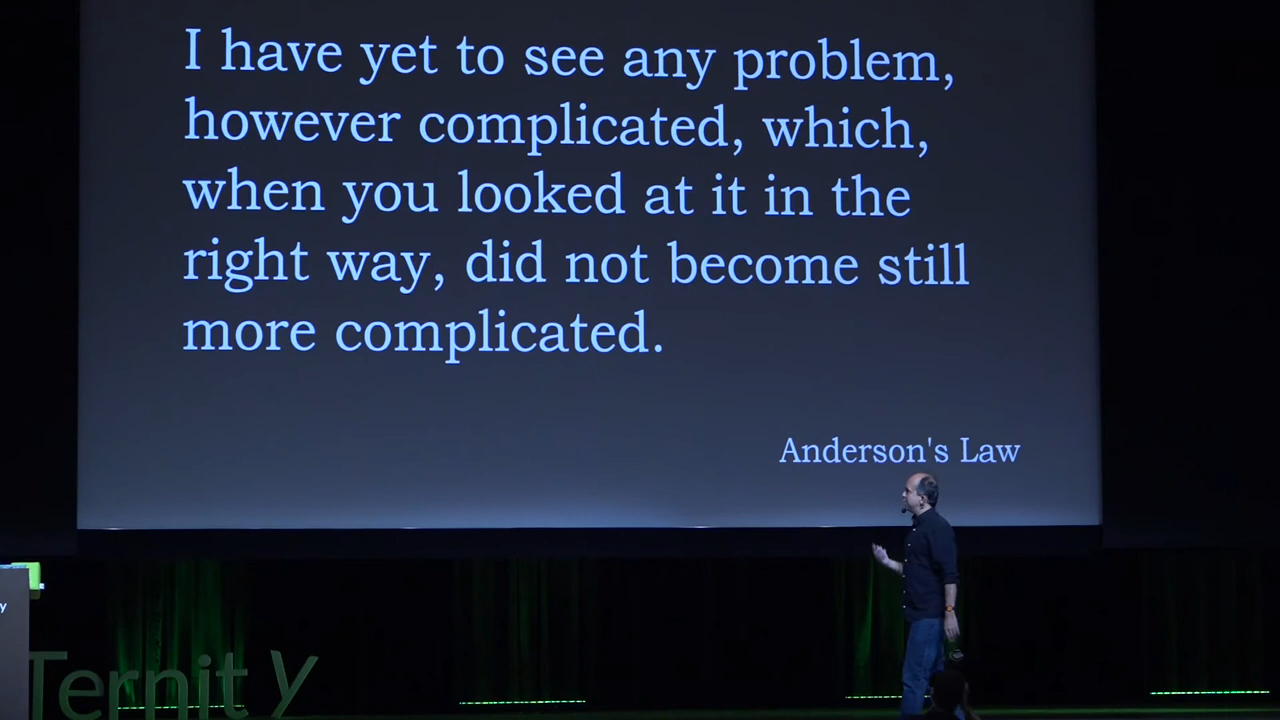 I have yet to see any problem,
however complicated, which,
when you looked at it in the
right way, did not become still
more complicated.
Anderson's Law
y
Ternity